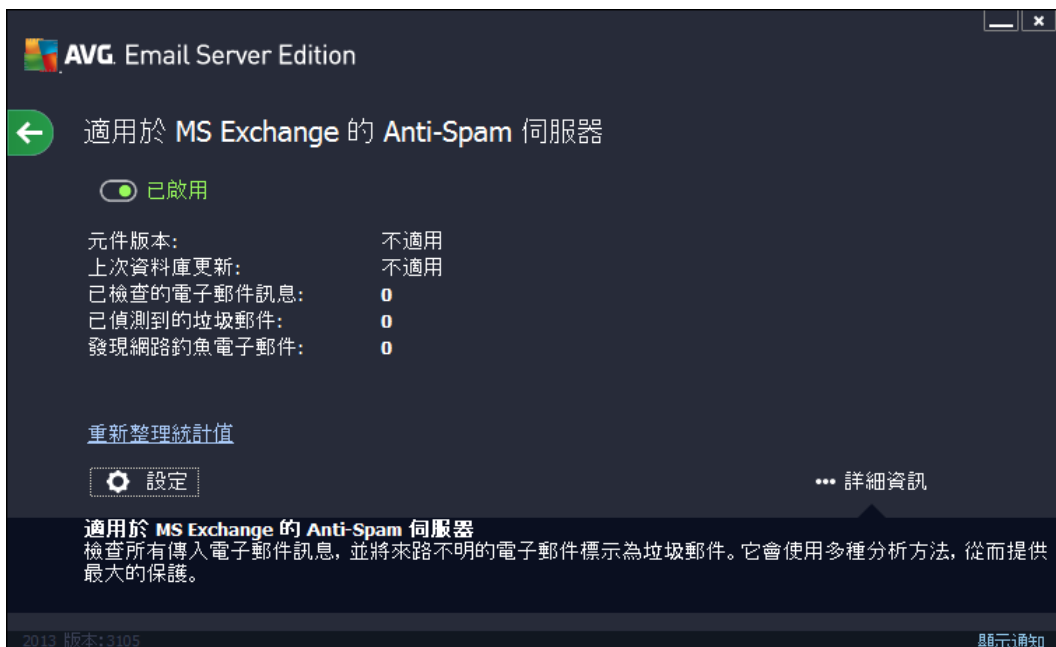 AVG. Email Server Edition
適用於 MS Exchange 的 Anti-Spam 伺服器
已啟用
元件版本: 不適用
上次資料庫更新: 不適用
已檢查的電子郵件訊息: 0
已偵測到的垃圾郵件: 0
發現網路釣魚電子郵件: 0
重新整理統計值
設定
••• 詳細資訊
適用於 MS Exchange 的 Anti-Spam 伺服器
檢查所有傳入電子郵件訊息, 並將來路不明的電子郵件標示為垃圾郵件。它會使用多種分析方法, 從而提供
最大的保護。
2013 版本: 3105
顯示通知